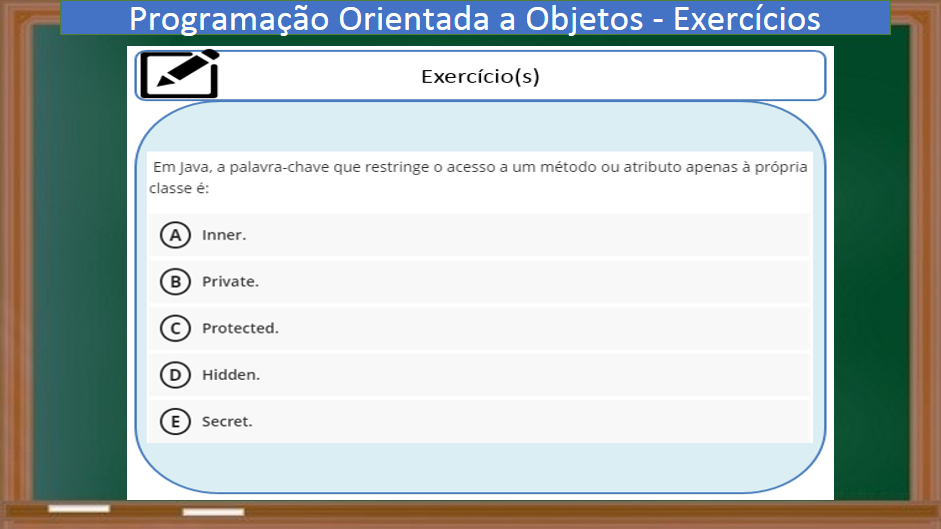 Programação Orientada a Objetos - Exercícios
Exercício(s)
Em Java, a palavra-chave que restringe o acesso a um método ou atributo apenas à própria
classe é:
A Inner.
B Private.
C Protected.
D Hidden.
E Secret.